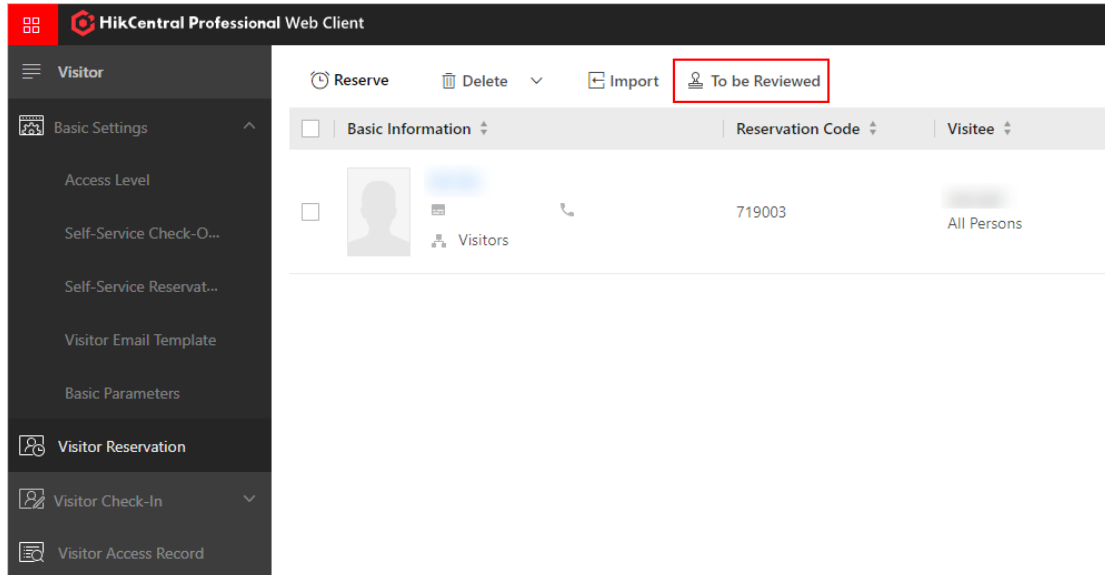 HikCentral Professional Web Client
Visitor
Reserve Delete Import To be Reviewed
Basic Settings
Basic Information Reservation Code Visitee
Access Level
719003
All Persons
Visitors
Self-Service Check-O...
Self-Service Reservat...
Visitor Email Template
Basic Parameters
Visitor Reservation
Visitor Check-In
Visitor Access Record